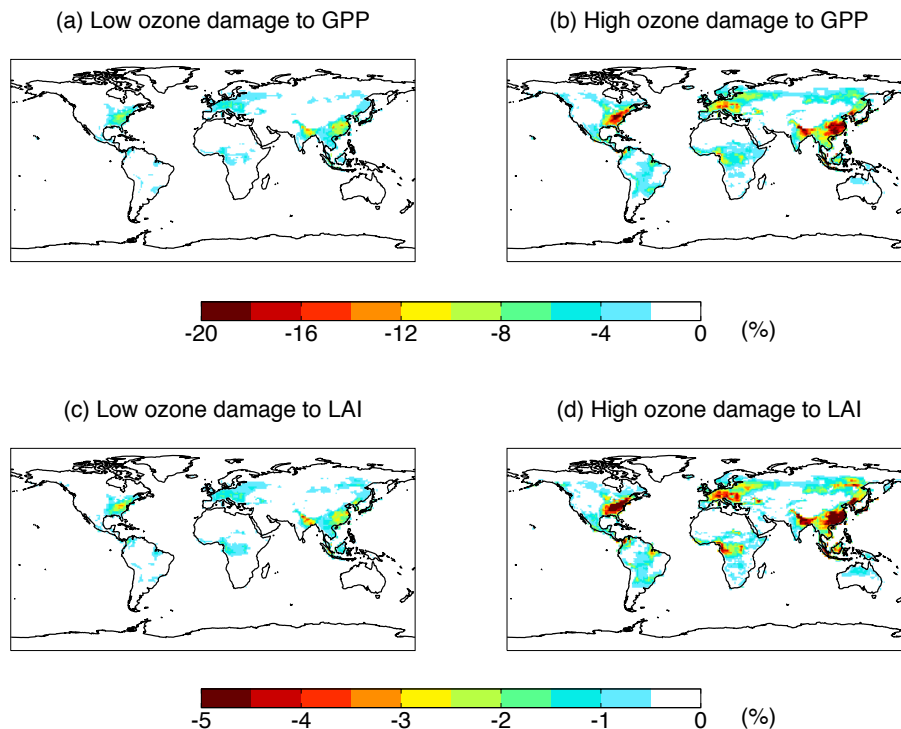 (a) Low ozone damage to GPP
(b) High ozone damage to GPP
-20 -16 -12 -8 -4 0 (%)
(c) Low ozone damage to LAI
(d) High ozone damage to LAI
-5 -4 -3 -2 -1 0 (%)